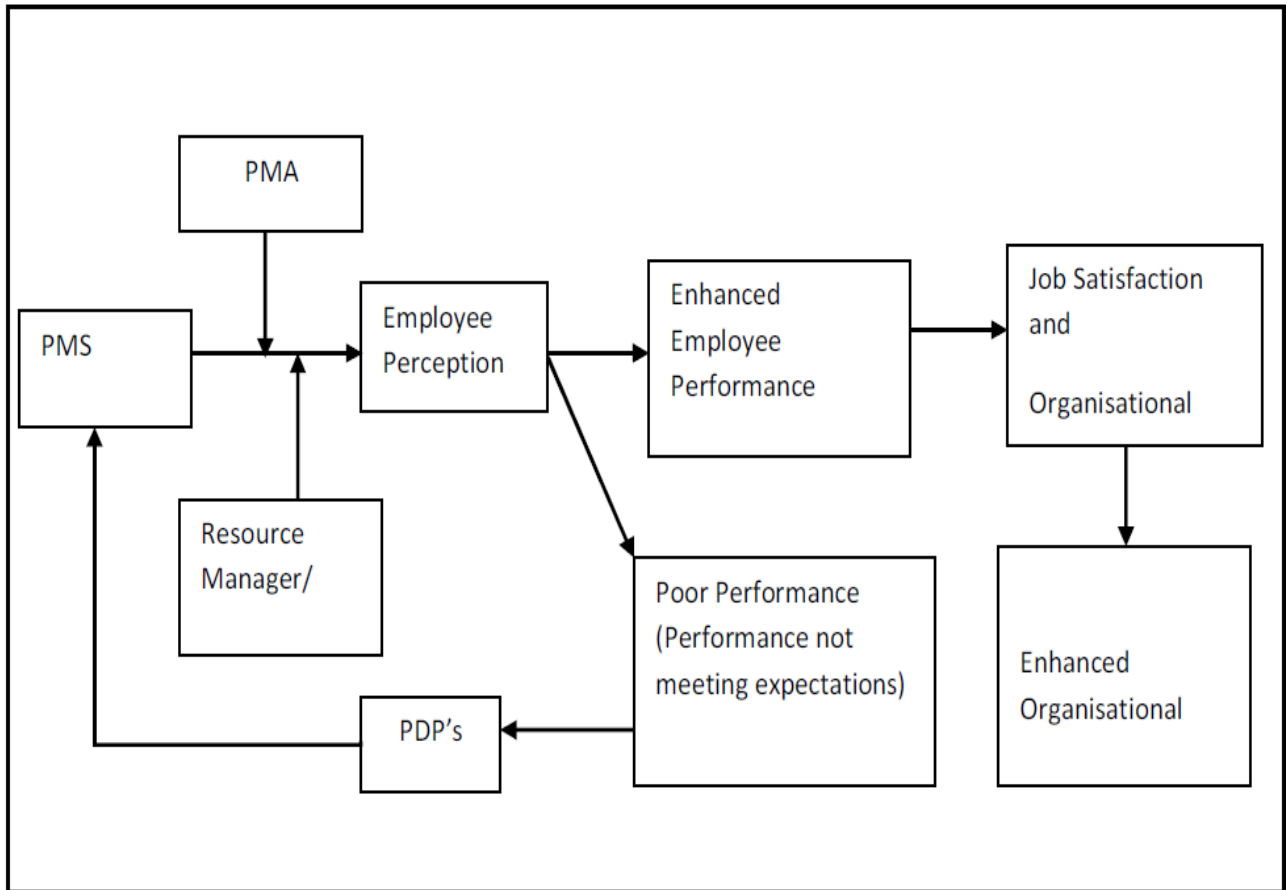 PMA
PMS
Employee
Perception
Enhanced
Employee
Performance
Job Satisfaction
and
Organisational
Resource
Manager/
Poor Performance
(Performance not
meeting expectations)
PDP’s
Enhanced
Organisational